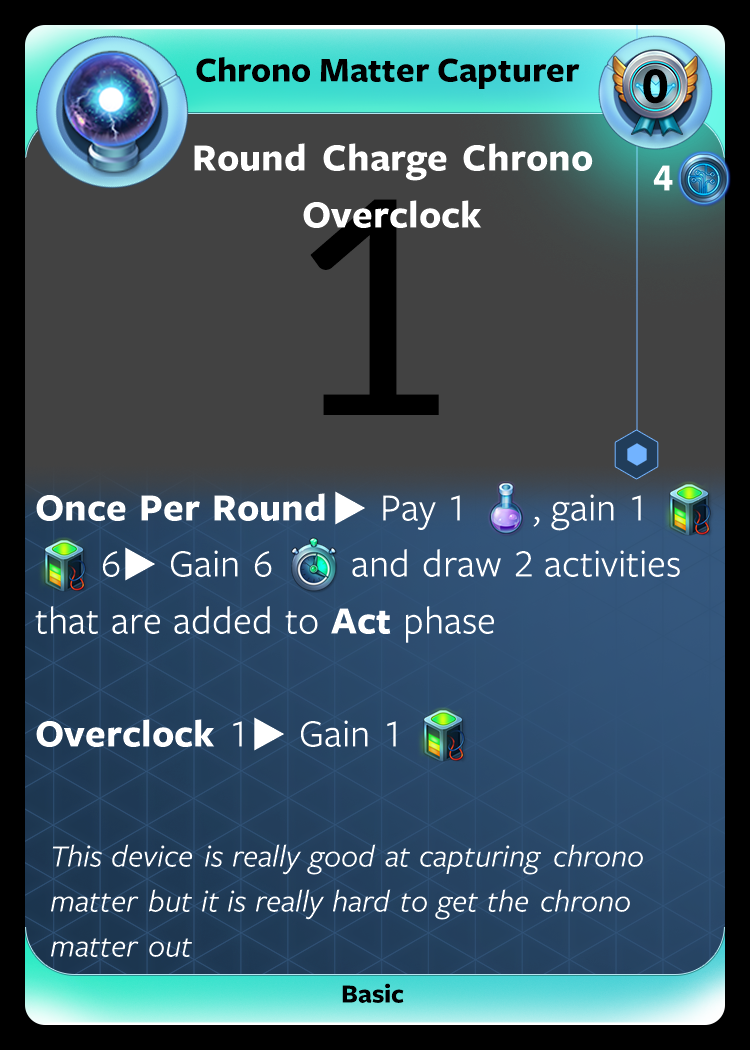 Chrono Matter Capturer
0
Round Charge Chrono
Overclock
4
1
Once Per Round▶ Pay 1 , gain 1
6▶ Gain 6 and draw 2 activities
that are added to Act phase
Overclock 1▶ Gain 1
This device is really good at capturing chrono
matter but it is really hard to get the chrono
matter out
Basic